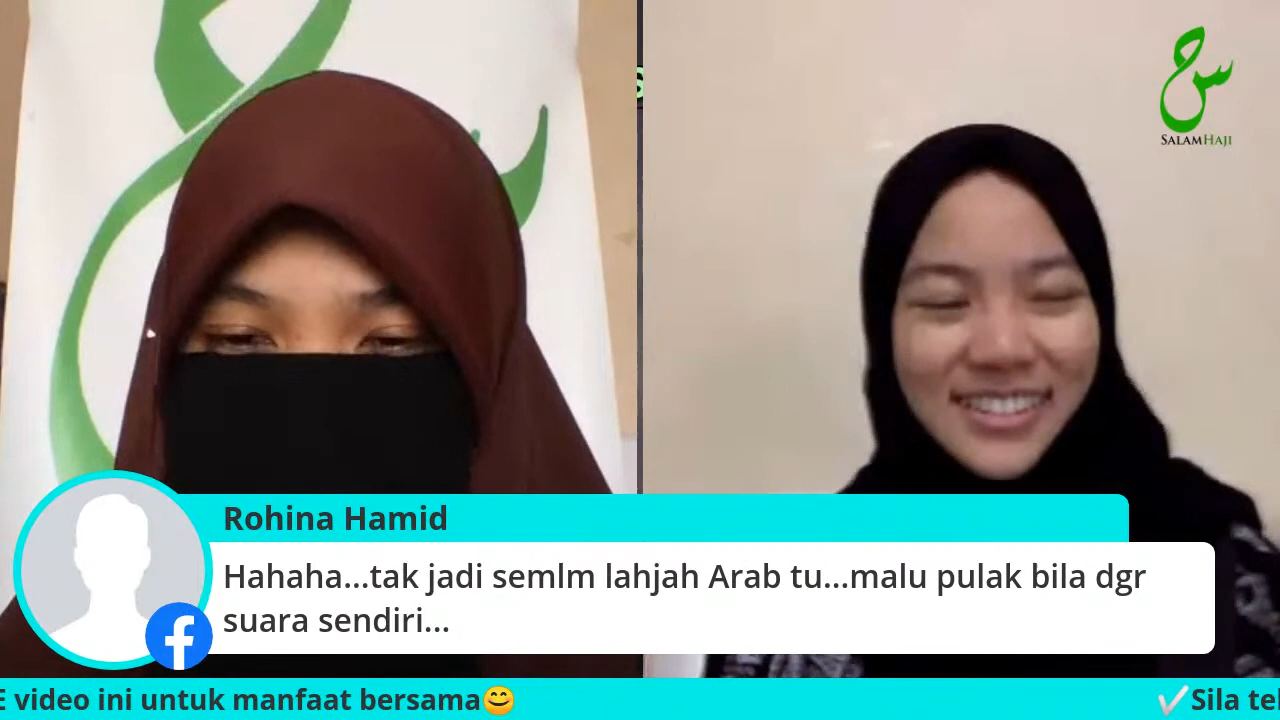 س ح
SALAMHAJI
Rohina Hamid
Hahaha...tak jadi semlm lahjah Arab tu...malu pulak bila dgr
suara sendiri...
E video ini untuk manfaat bersama😊
✔Sila tel